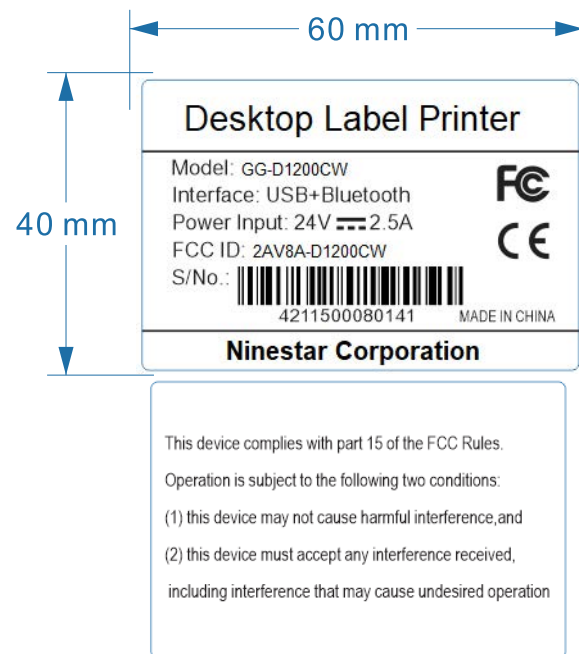 60 mm
40 mm
Desktop Label Printer
Model: GG-D1200CW
Interface: USB+Bluetooth
Power Input: 24V 2.5A
FCC ID: 2AV8A-D1200CW
S/No.:
4211500080141
MADE IN CHINA
FC
CE
Ninestar Corporation
This device complies with part 15 of the FCC Rules.
Operation is subject to the following two conditions:
(1) this device may not cause harmful interference,and
(2) this device must accept any interference received,
including interference that may cause undesired operation